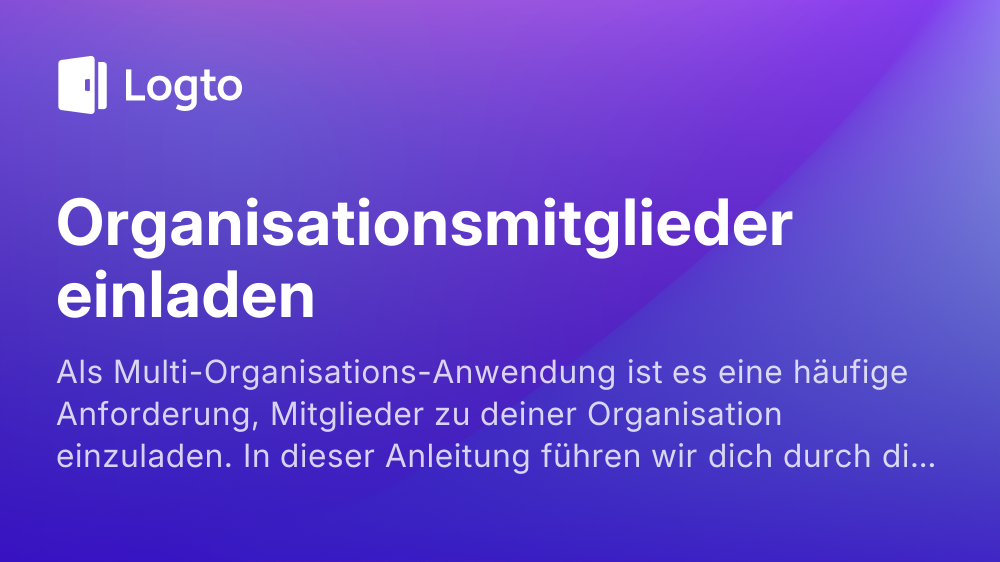 Logto
Organisationsmitglieder
einladen
Als Multi-Organisations-Anwendung ist es eine häufige
Anforderung, Mitglieder zu deiner Organisation
einzuladen. In dieser Anleitung führen wir dich durch di...